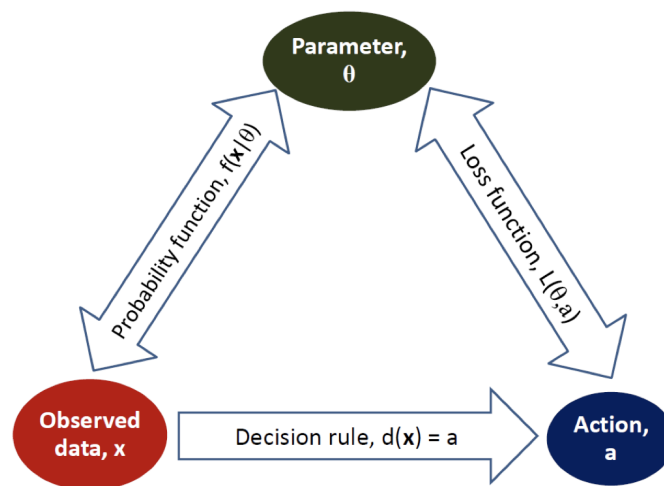 Parameter,
θ
Probability function, f(x|θ)
Loss function, L(θ,a)
Observed
data, x
Decision rule, d(x) = a
Action,
a